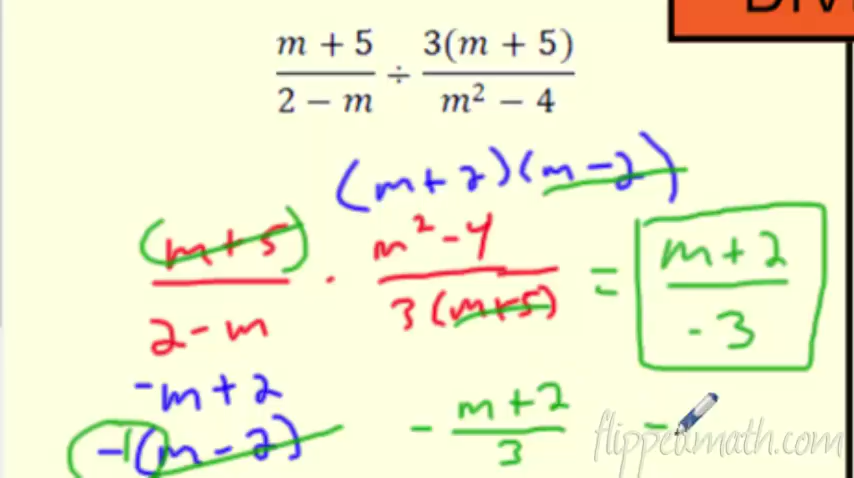 DIV
m + 5 / 2 − m ÷ 3(m + 5) / m² − 4
(m+2)(m−2)
(m+5) / 2−m · m²−4 / 3(m+5) = m+2 / -3
-m+2
-1(m−2)
- m+2 / 3 =
flippedmath.com